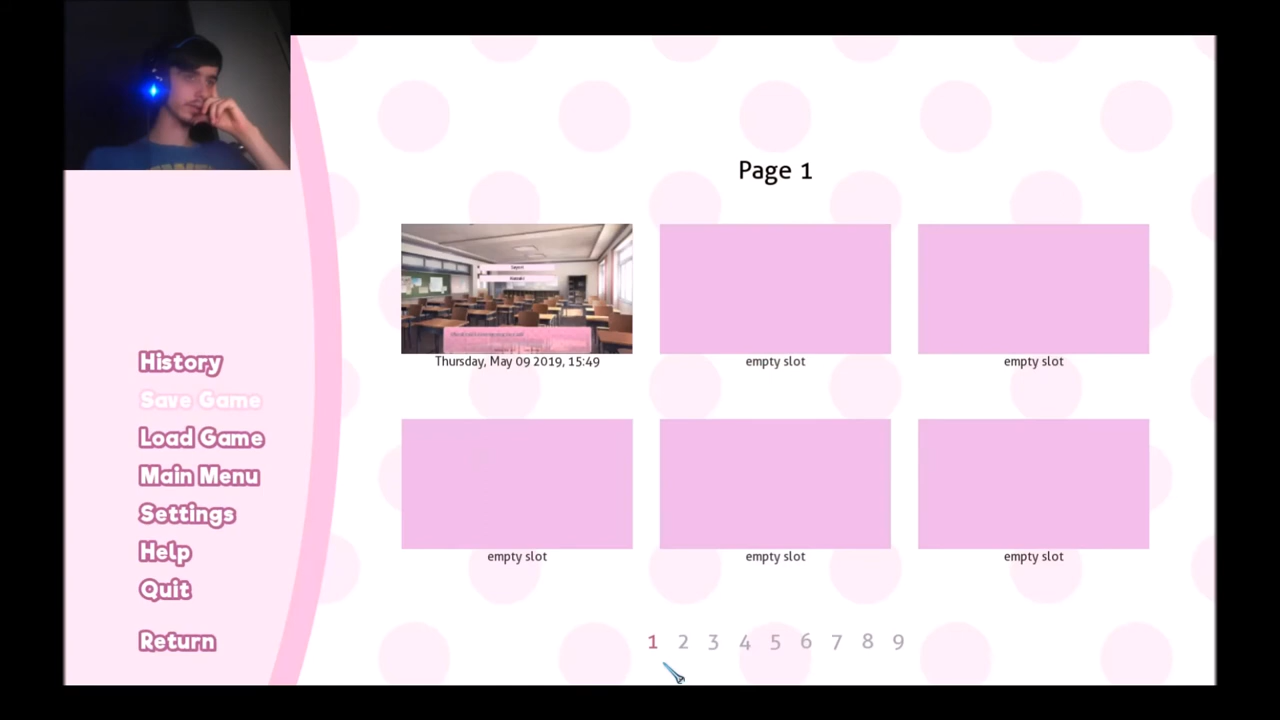 Page 1
Thursday, May 09 2019, 15:49
empty slot
empty slot
empty slot
empty slot
empty slot
History
Save Game
Load Game
Main Menu
Settings
Help
Quit
Return
1 2 3 4 5 6 7 8 9